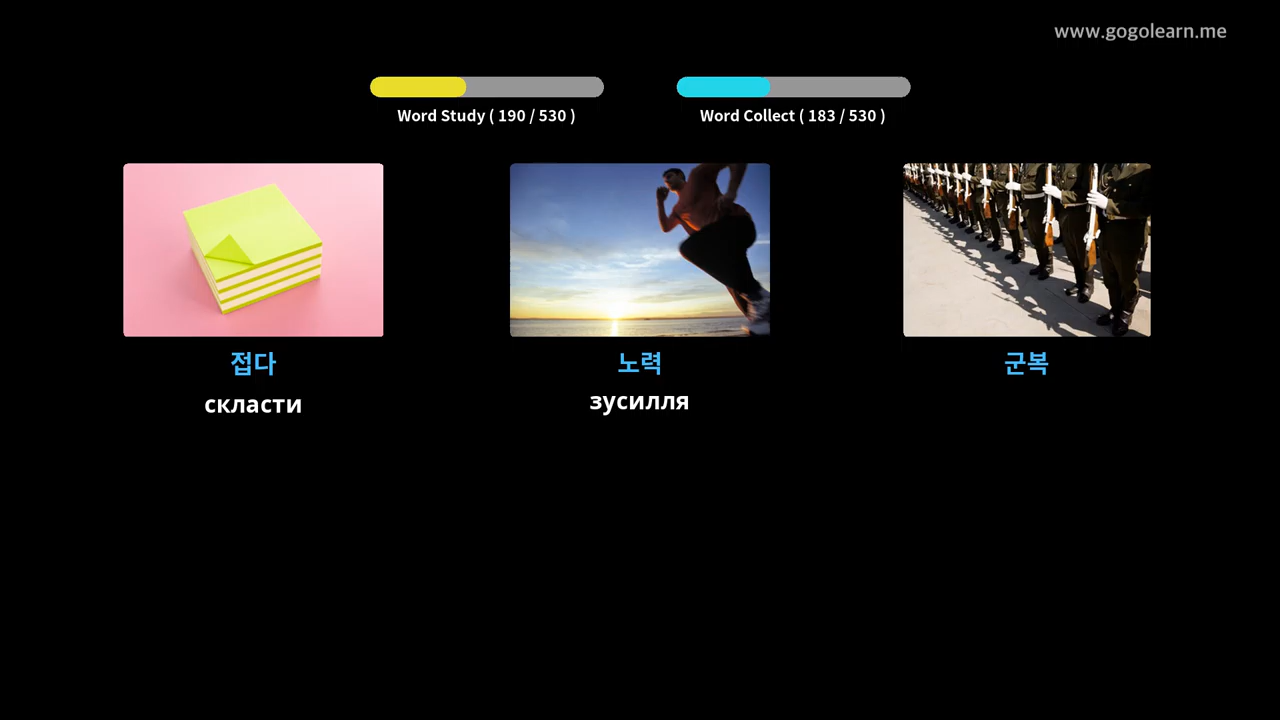 www.gogolearn.me
Word Study ( 190 / 530 )
Word Collect ( 183 / 530 )
접다
노력
군복
скласти
зусилля